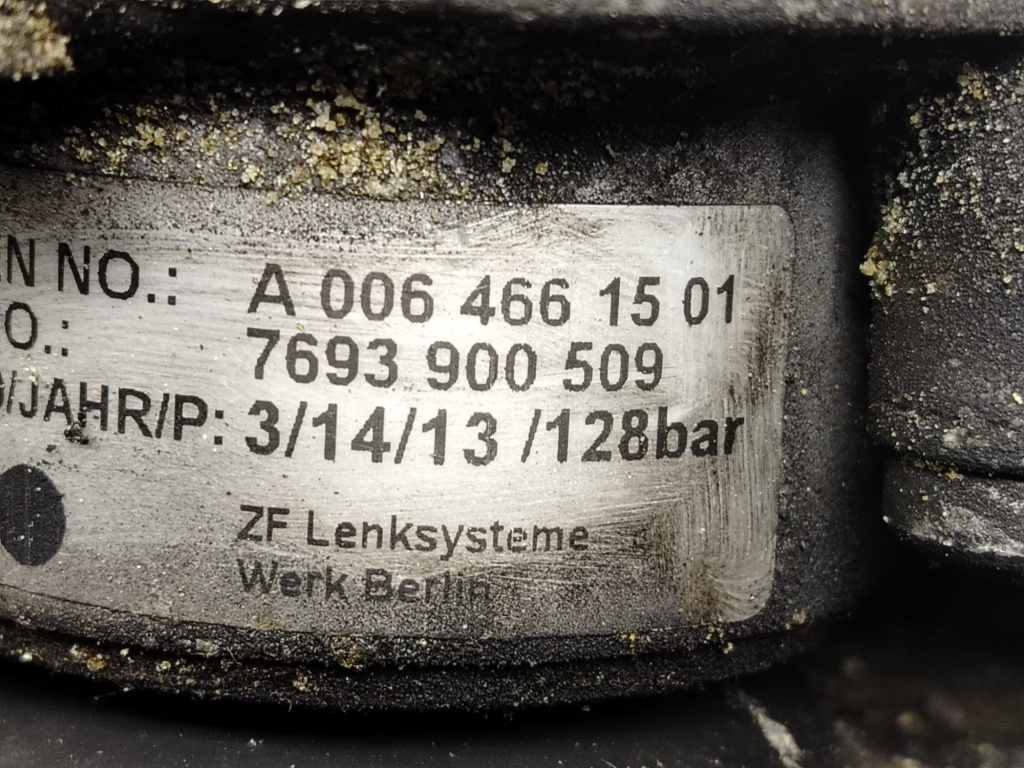 N NO.: A 006 466 15 01
O.: 7693 900 509
/JAHR/P: 3/14/13 /128bar
ZF Lenksysteme
Werk Berlin